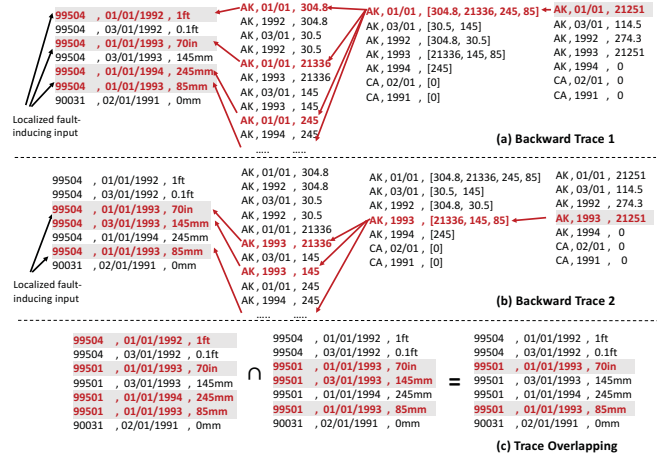 99504 , 01/01/1992 , 1ft
99504 , 03/01/1992 , 0.1ft
99504 , 01/01/1993 , 70in
99504 , 03/01/1993 , 145mm
99504 , 01/01/1994 , 245mm
99504 , 01/01/1993 , 85mm
90031 , 02/01/1991 , 0mm
Localized fault-
inducing input
AK, 01/01 , 304.8
AK, 1992 , 304.8
AK, 03/01 , 30.5
AK, 1992 , 30.5
AK, 01/01 , 21336
AK, 1993 , 21336
AK, 03/01 , 145
AK, 1993 , 145
AK, 01/01 , 245
AK, 1994 , 245
..... .....
AK, 01/01 , [304.8, 21336, 245, 85]
AK, 03/01 , [30.5, 145]
AK, 1992 , [304.8, 30.5]
AK, 1993 , [21336, 145, 85]
AK, 1994 , [245]
CA, 02/01 , [0]
CA, 1991 , [0]
AK, 01/01 , 21251
AK, 03/01 , 114.5
AK, 1992 , 274.3
AK, 1993 , 21251
AK, 1994 , 0
CA, 02/01 , 0
CA, 1991 , 0
(a) Backward Trace 1
99504 , 01/01/1992 , 1ft
99504 , 03/01/1992 , 0.1ft
99504 , 01/01/1993 , 70in
99504 , 03/01/1993 , 145mm
99504 , 01/01/1994 , 245mm
99504 , 01/01/1993 , 85mm
90031 , 02/01/1991 , 0mm
Localized fault-
inducing input
AK, 01/01 , 304.8
AK, 1992 , 304.8
AK, 03/01 , 30.5
AK, 1992 , 30.5
AK, 01/01 , 21336
AK, 1993 , 21336
AK, 03/01 , 145
AK, 1993 , 145
AK, 01/01 , 245
AK, 1994 , 245
..... .....
AK, 01/01 , [304.8, 21336, 245, 85]
AK, 03/01 , [30.5, 145]
AK, 1992 , [304.8, 30.5]
AK, 1993 , [21336, 145, 85]
AK, 1994 , [245]
CA, 02/01 , [0]
CA, 1991 , [0]
AK, 01/01 , 21251
AK, 03/01 , 114.5
AK, 1992 , 274.3
AK, 1993 , 21251
AK, 1994 , 0
CA, 02/01 , 0
CA, 1991 , 0
(b) Backward Trace 2
99504 , 01/01/1992 , 1ft
99504 , 03/01/1992 , 0.1ft
99501 , 01/01/1993 , 70in
99501 , 03/01/1993 , 145mm
99501 , 01/01/1994 , 245mm
99501 , 01/01/1993 , 85mm
90031 , 02/01/1991 , 0mm
∩
99504 , 01/01/1992 , 1ft
99504 , 03/01/1992 , 0.1ft
99501 , 01/01/1993 , 70in
99501 , 03/01/1993 , 145mm
99501 , 01/01/1994 , 245mm
99501 , 01/01/1993 , 85mm
90031 , 02/01/1991 , 0mm
=
99504 , 01/01/1992 , 1ft
99504 , 03/01/1992 , 0.1ft
99501 , 01/01/1993 , 70in
99501 , 03/01/1993 , 145mm
99501 , 01/01/1994 , 245mm
99501 , 01/01/1993 , 85mm
90031 , 02/01/1991 , 0mm
(c) Trace Overlapping